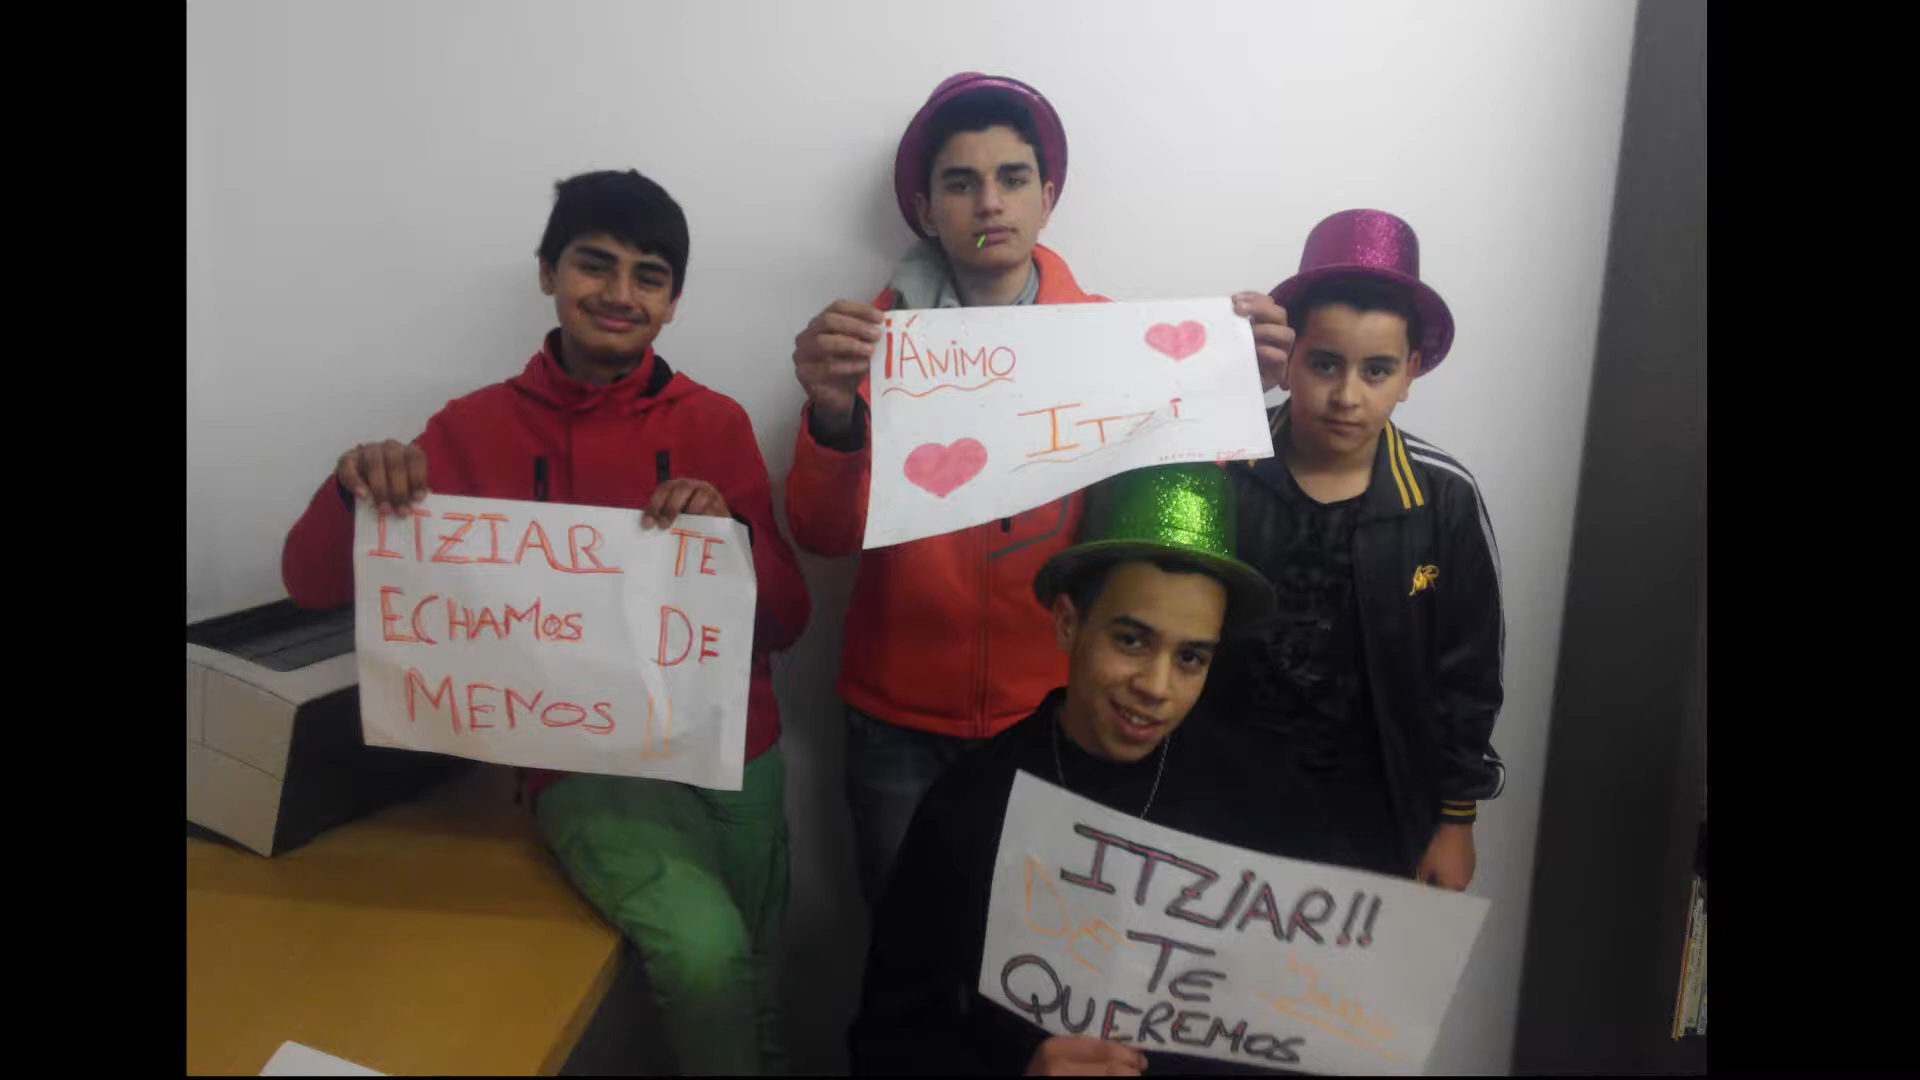 ITZIAR TE
ECHAMOS DE
MENOS !!
¡ÁNIMO
ITZI
ITZIAR!!
DE
TE
QUEREMOS